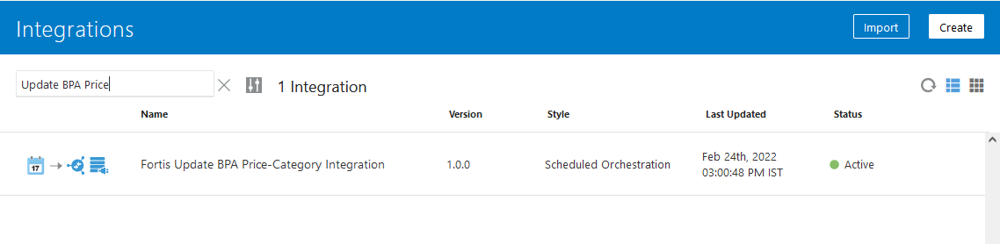 Integrations
Import
Create
Update BPA Price
1 Integration
Name Version Style Last Updated Status
17
Fortis Update BPA Price-Category Integration 1.0.0 Scheduled Orchestration Feb 24th, 2022 Active
03:00:48 PM IST